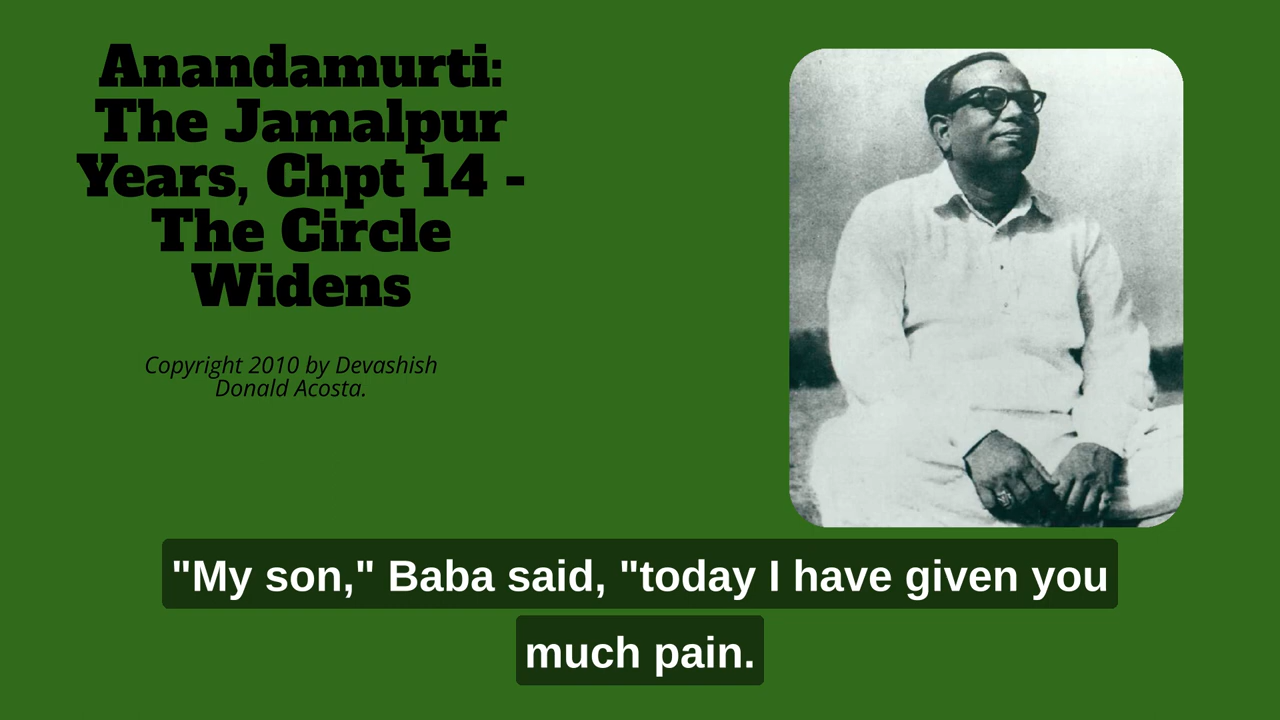 Anandamurti:
The Jamalpur
Years, Chpt 14 -
The Circle
Widens
Copyright 2010 by Devashish
Donald Acosta.
"My son," Baba said, "today I have given you
much pain.